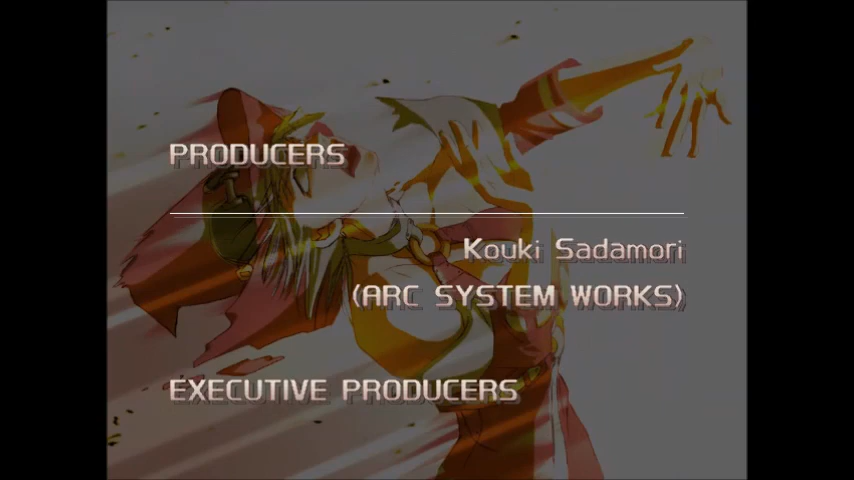 PRODUCERS
Kouki Sadamori
(ARC SYSTEM WORKS)
EXECUTIVE PRODUCERS